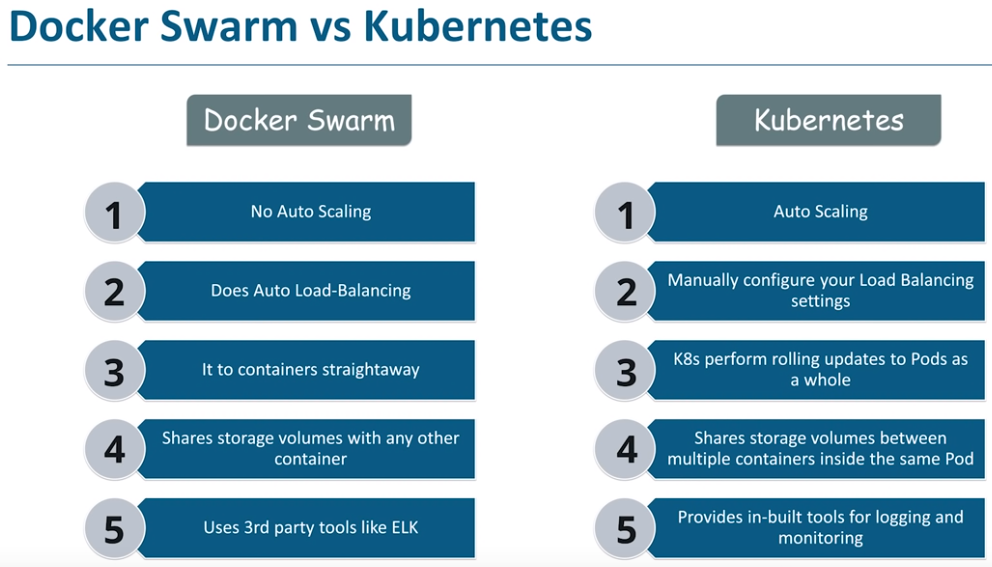 Docker Swarm vs Kubernetes
Docker Swarm
1
No Auto Scaling
2
Does Auto Load-Balancing
3
It to containers straightaway
4
Shares storage volumes with any other
container
5
Uses 3rd party tools like ELK
Kubernetes
1
Auto Scaling
2
Manually configure your Load Balancing
settings
3
K8s perform rolling updates to Pods as
a whole
4
Shares storage volumes between
multiple containers inside the same Pod
5
Provides in-built tools for logging and
monitoring